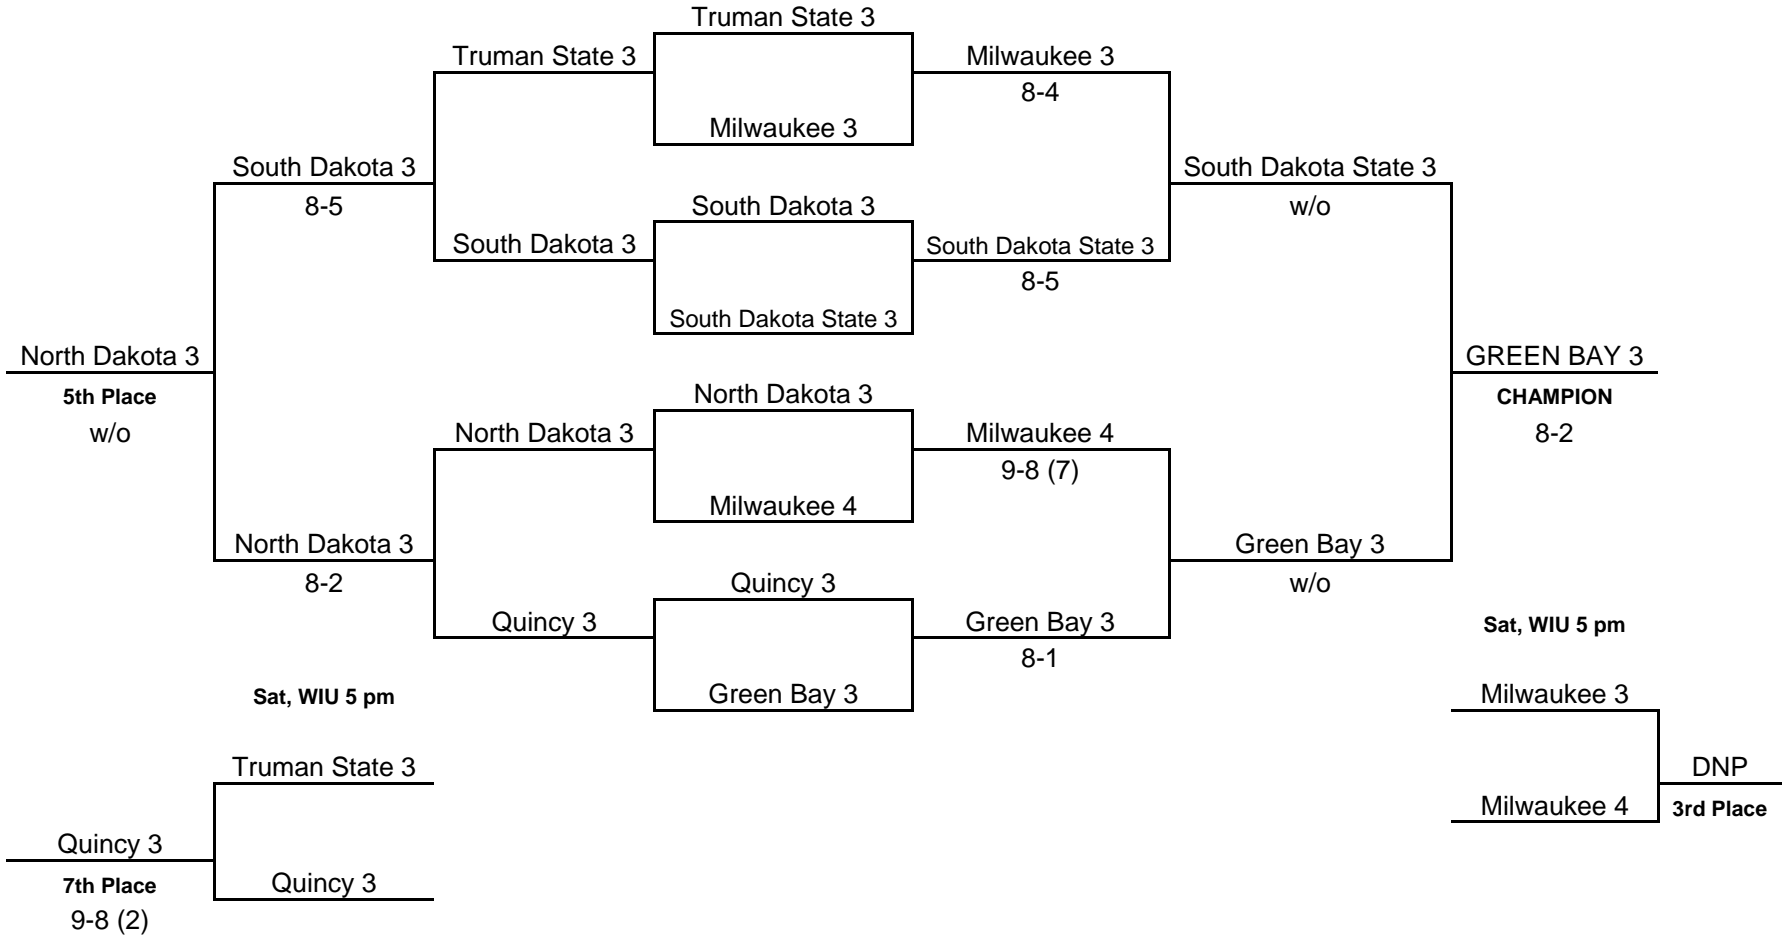 Truman State 3
Truman State 3
Milwaukee 3
8-4
Milwaukee 3
South Dakota 3
South Dakota State 3
8-5
w/o
South Dakota 3
South Dakota 3
South Dakota State 3
8-5
South Dakota State 3
North Dakota 3
GREEN BAY 3
5th Place
CHAMPION
w/o
8-2
North Dakota 3
North Dakota 3
Milwaukee 4
9-8 (7)
Milwaukee 4
North Dakota 3
Green Bay 3
8-2
w/o
Quincy 3
Quincy 3
Green Bay 3
8-1
Green Bay 3
Sat, WIU 5 pm
Sat, WIU 5 pm
Milwaukee 3
Truman State 3
DNP
Milwaukee 4
3rd Place
Quincy 3
7th Place
Quincy 3
9-8 (2)